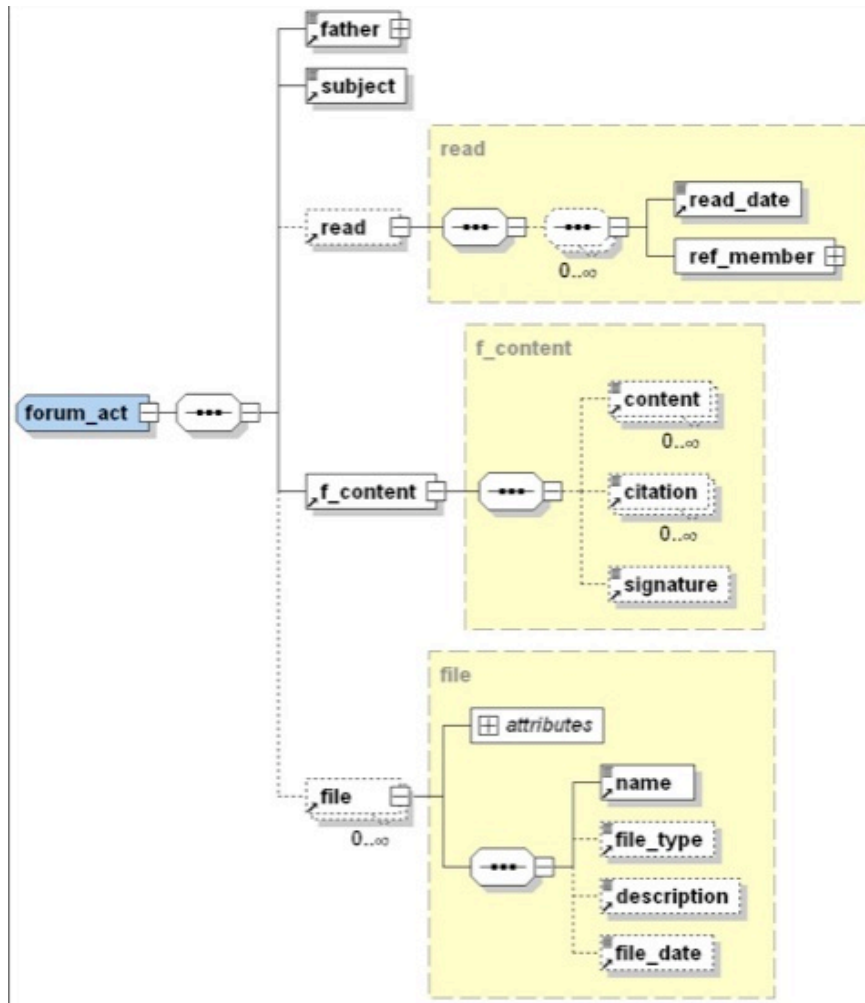 father
subject
read
read
read_date
ref_member
0..∞
forum_act
f_content
f_content
content
0..∞
citation
0..∞
signature
file
file
0..∞
attributes
name
file_type
description
file_date